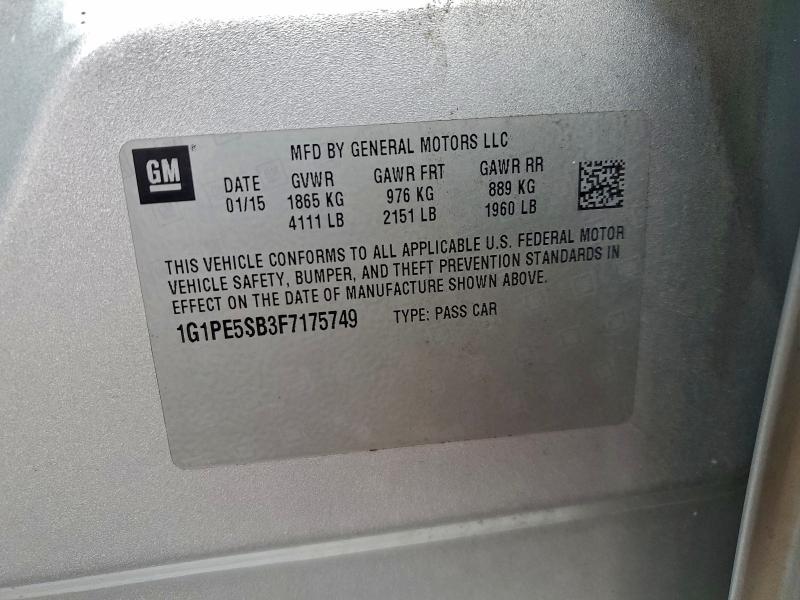 GM
MFD BY GENERAL MOTORS LLC
DATE GVWR GAWR FRT GAWR RR
01/15 1865 KG 976 KG 889 KG
4111 LB 2151 LB 1960 LB
THIS VEHICLE CONFORMS TO ALL APPLICABLE U.S. FEDERAL MOTOR
VEHICLE SAFETY, BUMPER, AND THEFT PREVENTION STANDARDS IN
EFFECT ON THE DATE OF MANUFACTURE SHOWN ABOVE.
1G1PE5SB3F7175749 TYPE: PASS CAR